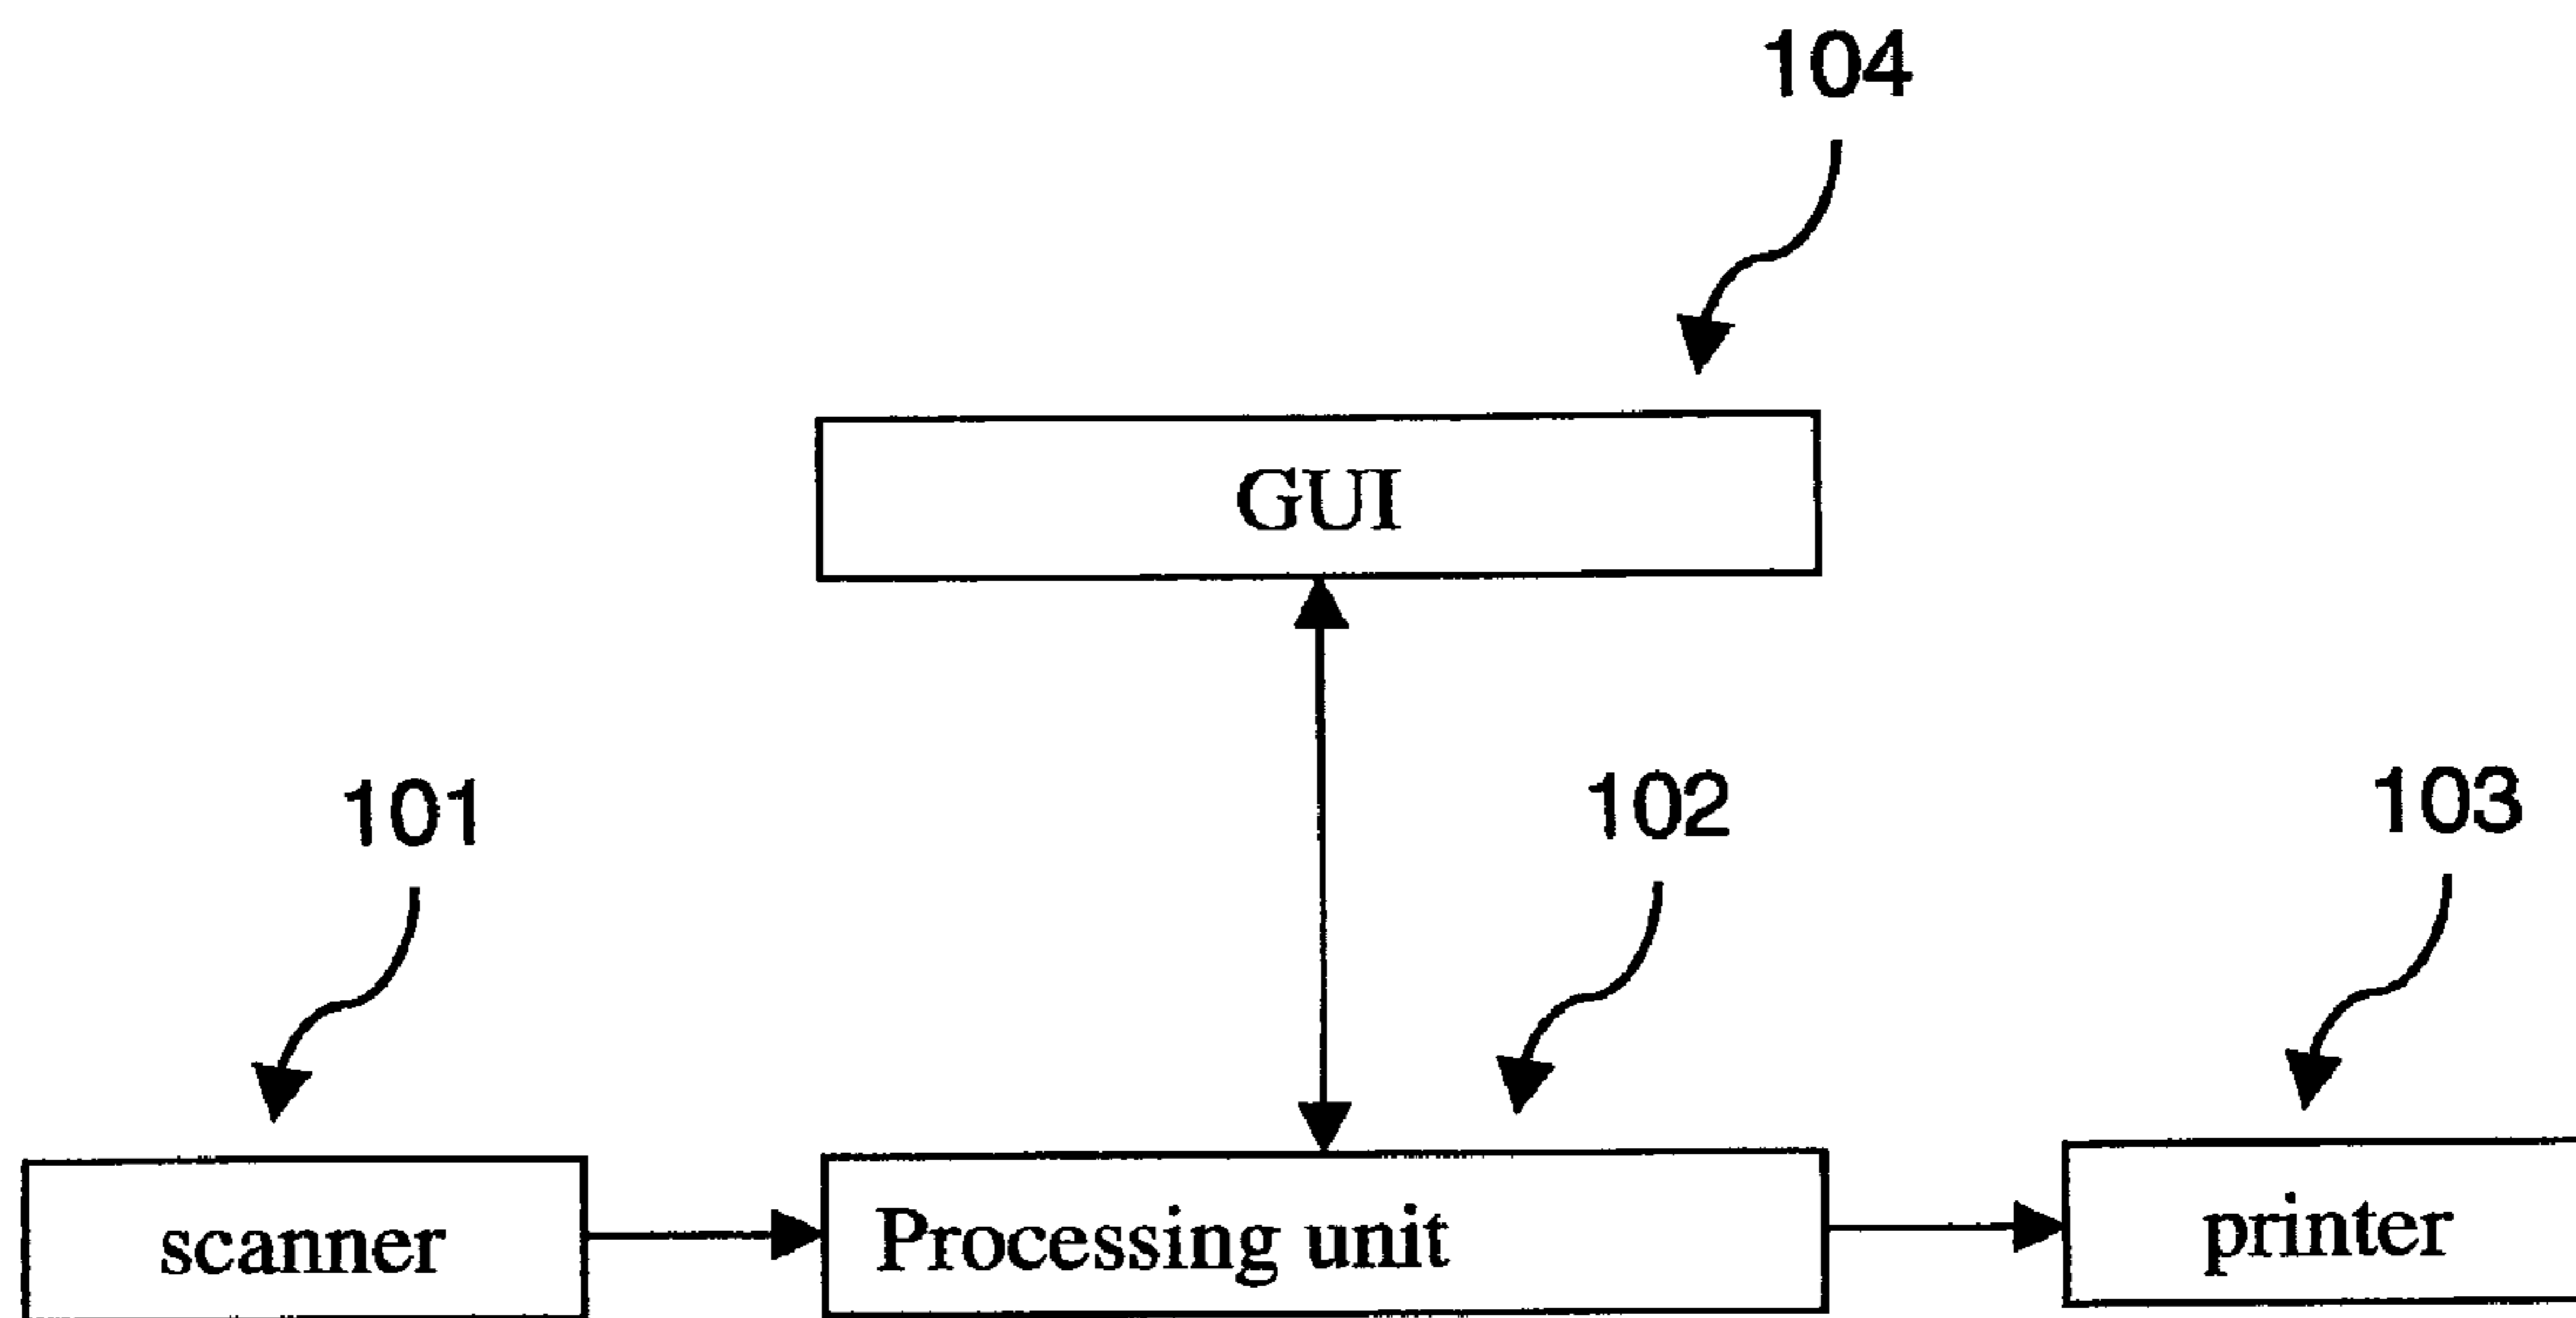 104
GUI
101
102
103
scanner
Processing unit
printer